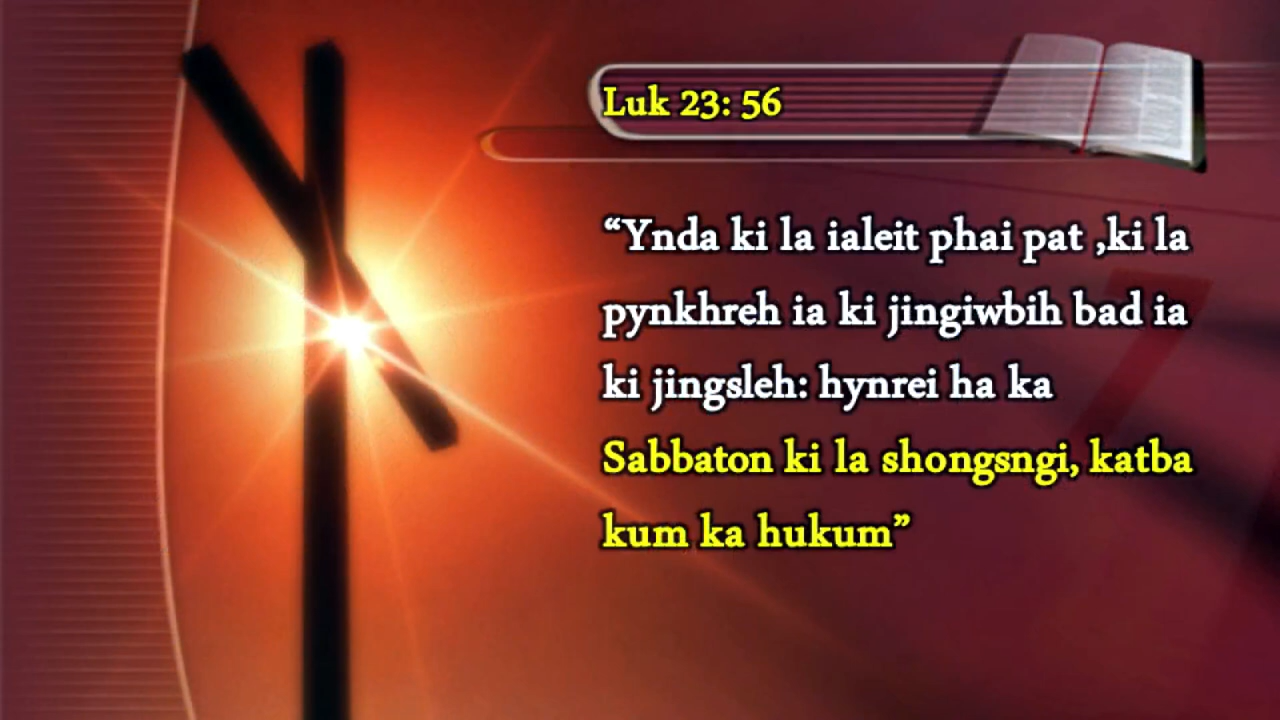 Luk 23: 56
“Ynda ki la ialeit phai pat ,ki la
pynkhreh ia ki jingiwbih bad ia
ki jingsleh: hynrei ha ka
Sabbaton ki la shongsngi, katba
kum ka hukum”